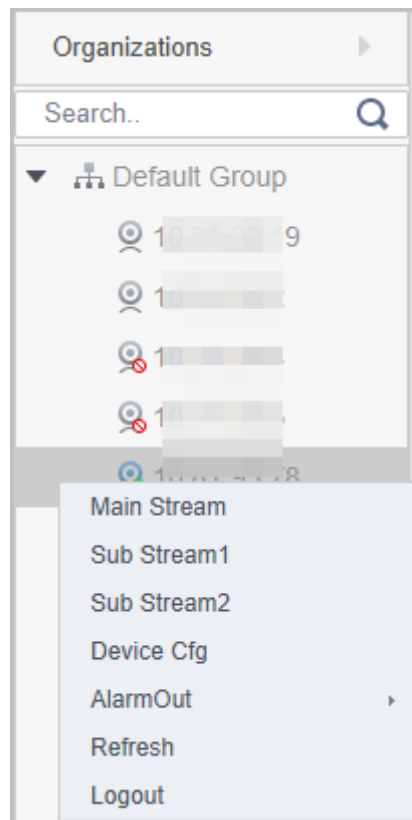 Organizations
Search..
Default Group
Main Stream
Sub Stream1
Sub Stream2
Device Cfg
AlarmOut
Refresh
Logout